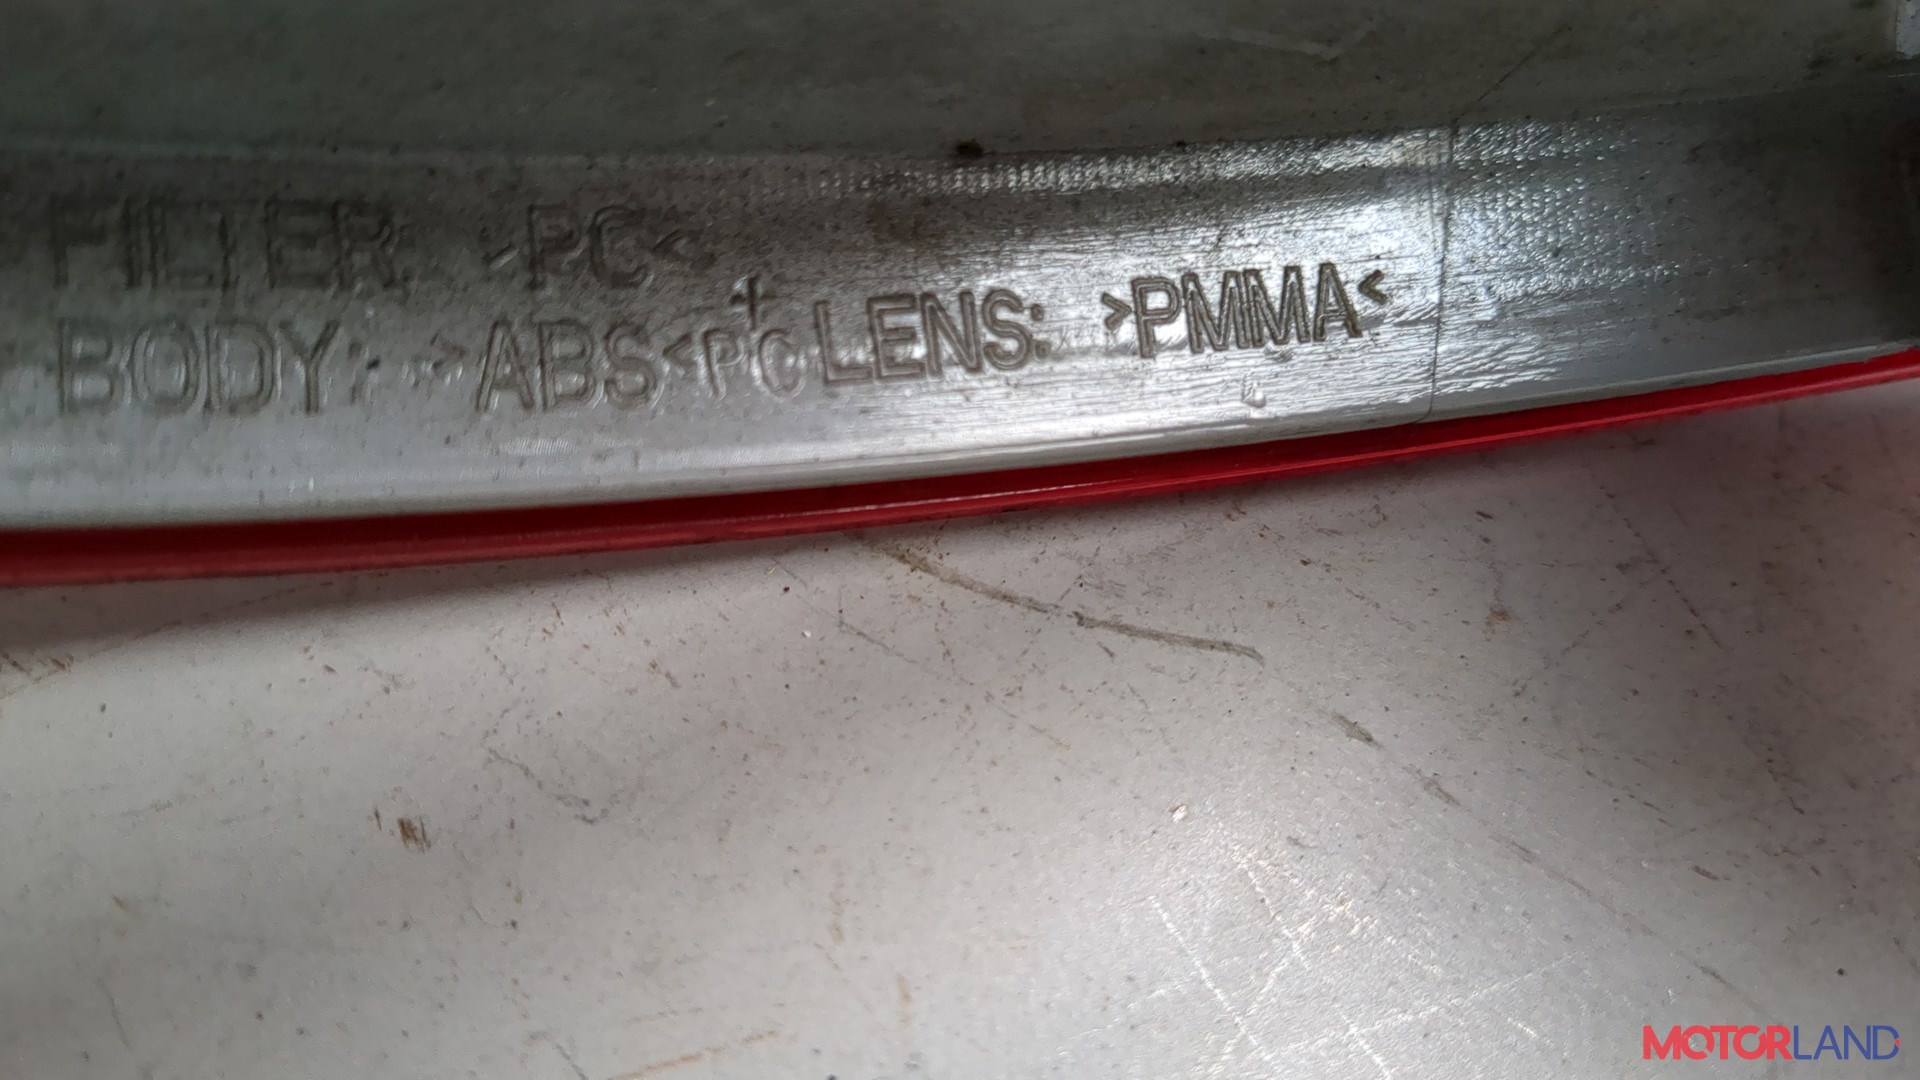 FILTER: >PC<
BODY: >ABS<+PC LENS: >PMMA<
MOTORLAND